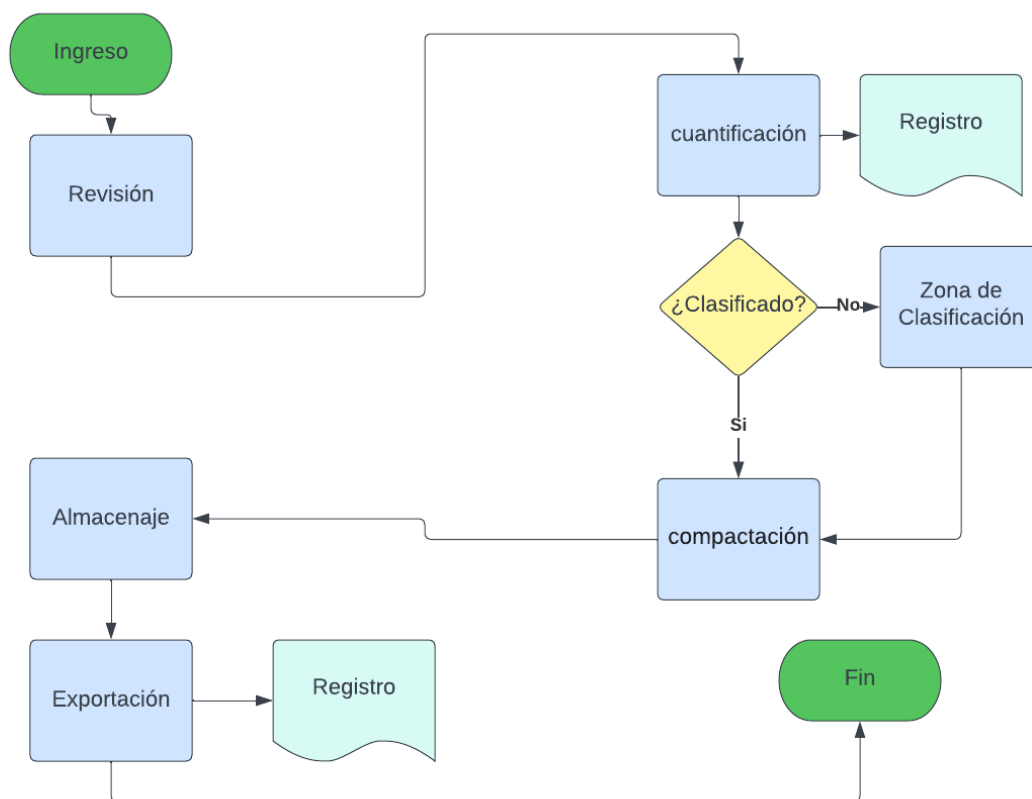 Ingreso
Revisión
cuantificación
Registro
¿Clasificado?
No
Zona de
Clasificación
Si
compactación
Almacenaje
Exportación
Registro
Fin